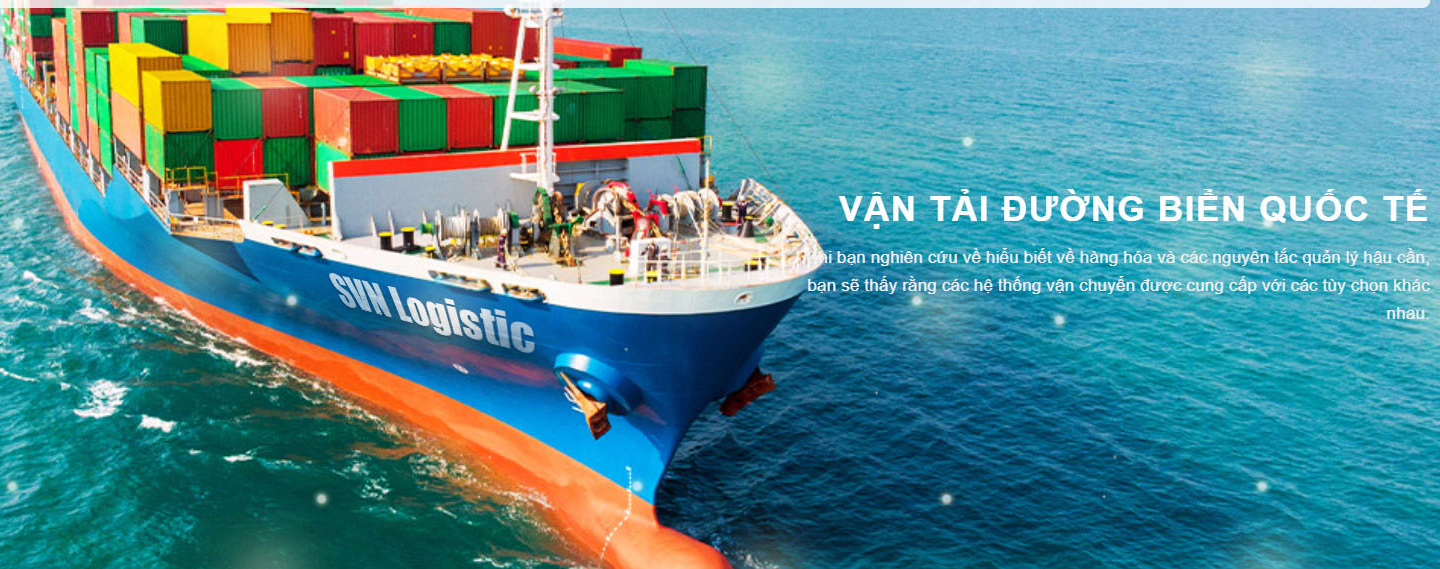 VẬN TẢI ĐƯỜNG BIỂN QUỐC TẾ
bạn nghiên cứu về hiểu biết về hàng hóa và các nguyên tắc quản lý hậu cần,
bạn sẽ thấy rằng các hệ thống vận chuyển được cung cấp với các tùy chọn khác
nhau.
SVN Logistic